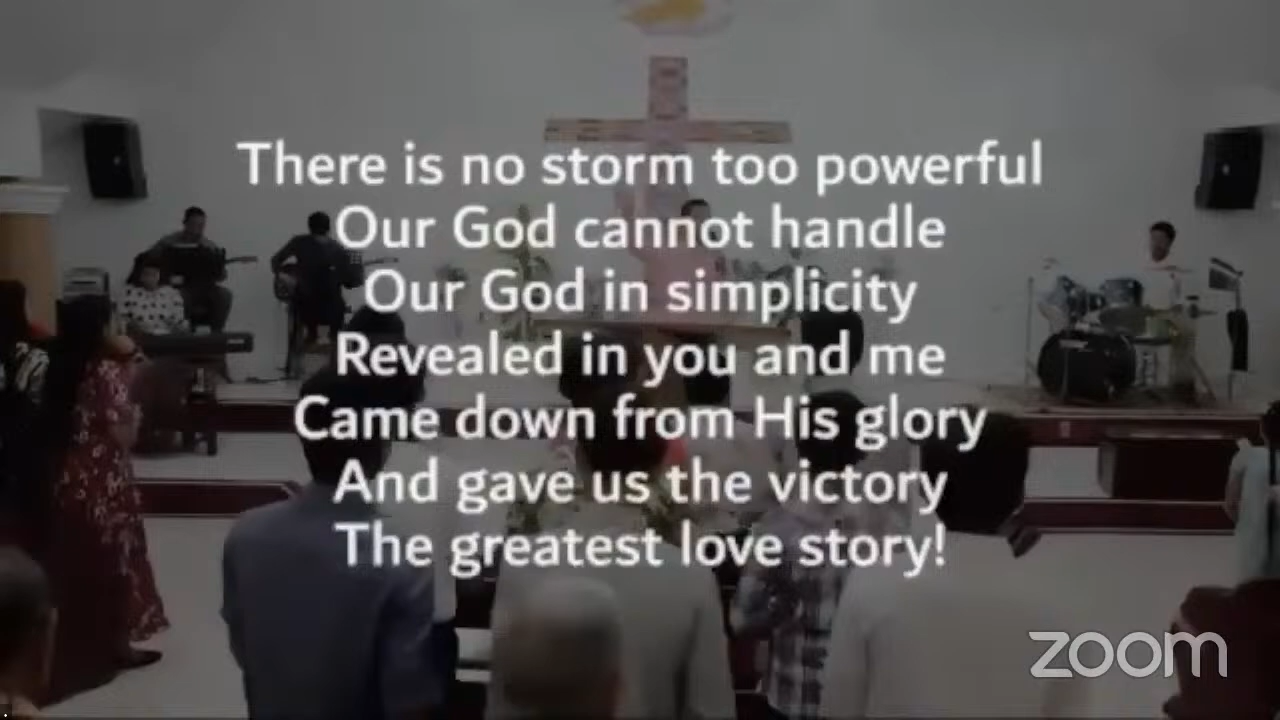 There is no storm too powerful
Our God cannot handle
Our God in simplicity
Revealed in you and me
Came down from His glory
And gave us the victory
The greatest love story!
zoom